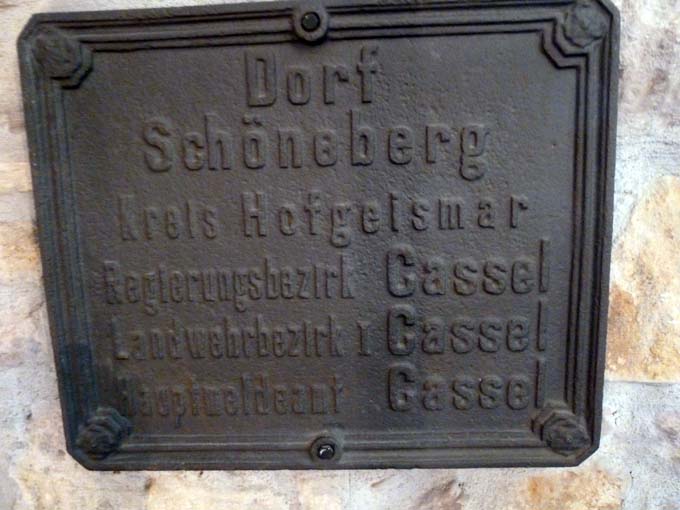 Dorf
Schöneberg
Kreis Hofgeismar
Regierungsbezirk Cassel
Landwehrbezirk I Cassel
Hauptmeldeamt Cassel